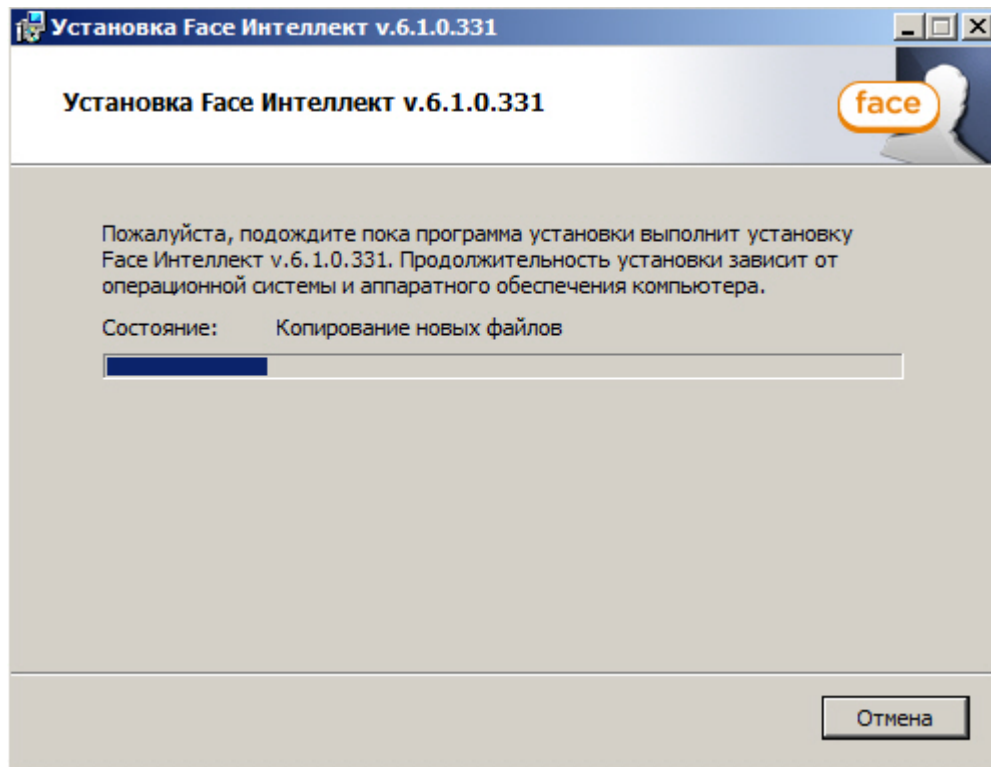 Установка Face Интеллект v.6.1.0.331
Установка Face Интеллект v.6.1.0.331
face
Пожалуйста, подождите пока программа установки выполнит установку
Face Интеллект v.6.1.0.331. Продолжительность установки зависит от
операционной системы и аппаратного обеспечения компьютера.
Состояние: Копирование новых файлов
Отмена